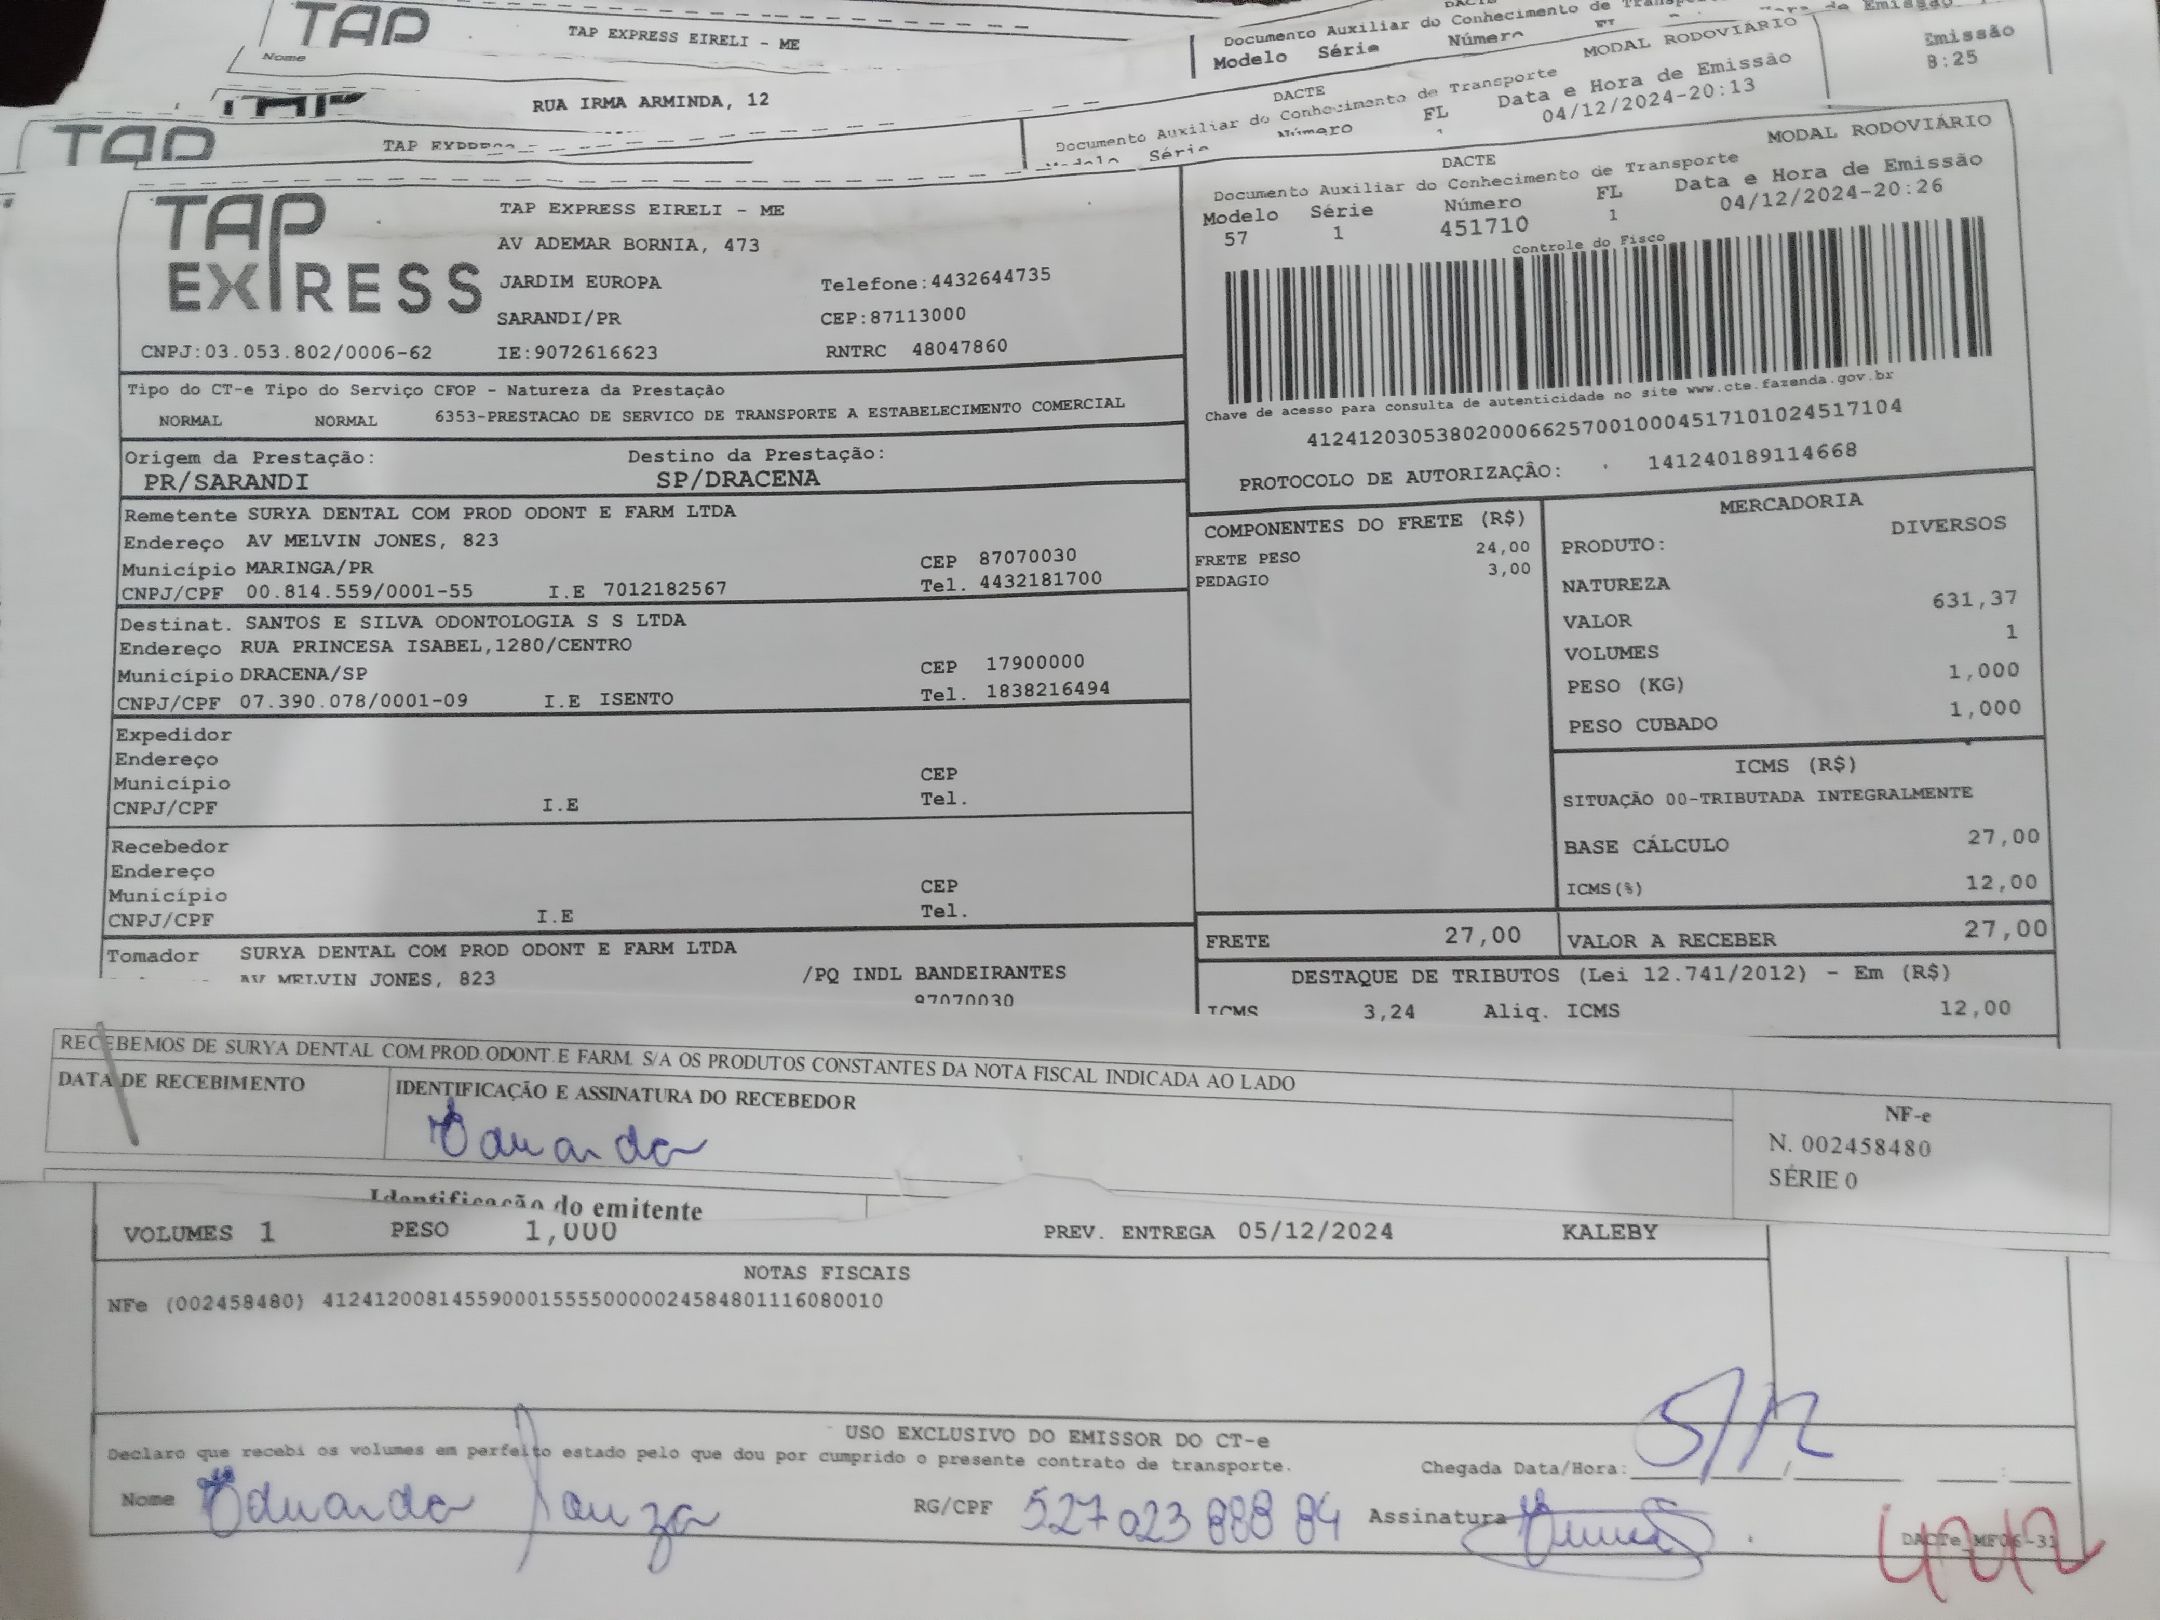 TAP
TAP EXPRESS EIRELI - ME
Nome
Documento Auxiliar do Conhecimento de
Modelo Série Número
RUA IRMA ARMINDA, 12
DACTE MODAL RODOVIÁRIO
Documento Auxiliar do Conhecimento de Transporte
FL Data e Hora de Emissão
04/12/2024-20:13
Emissão
8:25
TAP
TAP EXPRESS EIRELI - ME
AV ADEMAR BORNIA, 473
JARDIM EUROPA Telefone:4432644735
SARANDI/PR CEP:87113000
CNPJ:03.053.802/0006-62 IE:9072616623 RNTRC 48047860
TAP EXPRESS
DACTE MODAL RODOVIÁRIO
Documento Auxiliar do Conhecimento de Transporte
Modelo Série Número FL Data e Hora de Emissão
57 1 451710 1 04/12/2024-20:26
Controle do Fisco
Chave de acesso para consulta de autenticidade no site www.cte.fazenda.gov.br
41241203053802000662570010004517101024517104
PROTOCOLO DE AUTORIZAÇÃO: 141240189114668
Tipo do CT-e Tipo do Serviço CFOP - Natureza da Prestação
NORMAL NORMAL 6353-PRESTACAO DE SERVICO DE TRANSPORTE A ESTABELECIMENTO COMERCIAL
Origem da Prestação: Destino da Prestação:
PR/SARANDI SP/DRACENA
Remetente SURYA DENTAL COM PROD ODONT E FARM LTDA
Endereço AV MELVIN JONES, 823
Município MARINGA/PR CEP 87070030
CNPJ/CPF 00.814.559/0001-55 I.E 7012182567 Tel. 4432181700
Destinat. SANTOS E SILVA ODONTOLOGIA S S LTDA
Endereço RUA PRINCESA ISABEL,1280/CENTRO
Município DRACENA/SP CEP 17900000
CNPJ/CPF 07.390.078/0001-09 I.E ISENTO Tel. 1838216494
Expedidor
Endereço
Município CEP
CNPJ/CPF I.E Tel.
Recebedor
Endereço
Município CEP
CNPJ/CPF I.E Tel.
Tomador SURYA DENTAL COM PROD ODONT E FARM LTDA
AV MELVIN JONES, 823 /PQ INDL BANDEIRANTES
87070030
COMPONENTES DO FRETE (R$)
FRETE PESO 24,00
PEDAGIO 3,00
MERCADORIA
PRODUTO: DIVERSOS
NATUREZA
VALOR 631,37
VOLUMES 1
PESO (KG) 1,000
PESO CUBADO 1,000
ICMS (R$)
SITUAÇÃO 00-TRIBUTADA INTEGRALMENTE
BASE CÁLCULO 27,00
ICMS(%) 12,00
FRETE 27,00 VALOR A RECEBER 27,00
DESTAQUE DE TRIBUTOS (Lei 12.741/2012) - Em (R$)
ICMS 3,24 Aliq. ICMS 12,00
RECEBEMOS DE SURYA DENTAL COM.PROD.ODONT.E FARM. S/A OS PRODUTOS CONSTANTES DA NOTA FISCAL INDICADA AO LADO
DATA DE RECEBIMENTO IDENTIFICAÇÃO E ASSINATURA DO RECEBEDOR
Eduarda
NF-e
N. 002458480
SÉRIE 0
Identificação do emitente
VOLUMES 1 PESO 1,000 PREV. ENTREGA 05/12/2024 KALEBY
NOTAS FISCAIS
NFe (002458480) 41241200814559000155550000024584801116080010
USO EXCLUSIVO DO EMISSOR DO CT-e
Declaro que recebi os volumes em perfeito estado pelo que dou por cumprido o presente contrato de transporte.
Chegada Data/Hora: 5/12
Nome Eduarda Souza RG/CPF 527 023 888 84 Assinatura
DACTe_MF06-31